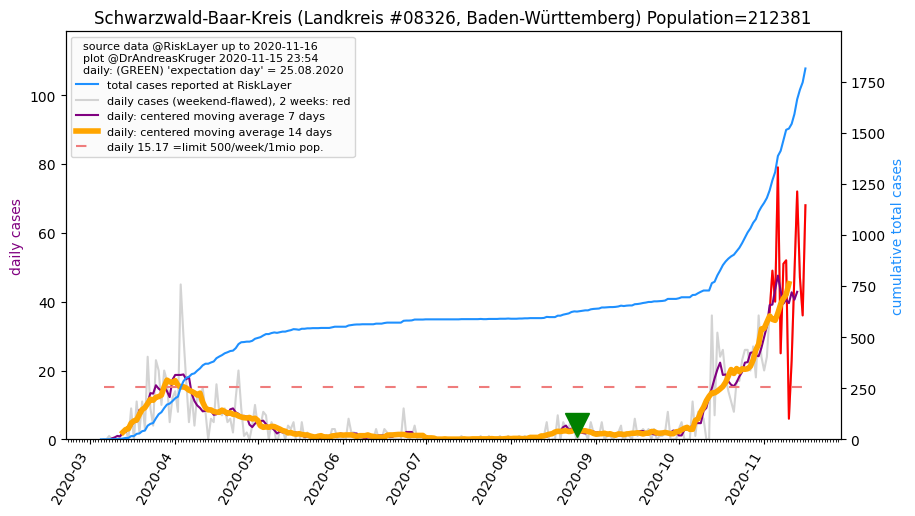 Schwarzwald-Baar-Kreis (Landkreis #08326, Baden-Württemberg) Population=212381
source data @RiskLayer up to 2020-11-16
plot @DrAndreasKruger 2020-11-15 23:54
daily: (GREEN) 'expectation day' = 25.08.2020
total cases reported at RiskLayer
daily cases (weekend-flawed), 2 weeks: red
daily: centered moving average 7 days
daily: centered moving average 14 days
daily 15.17 =limit 500/week/1mio pop.
daily cases
100
80
60
40
20
0
cumulative total cases
1750
1500
1250
1000
750
500
250
0
2020-03
2020-04
2020-05
2020-06
2020-07
2020-08
2020-09
2020-10
2020-11